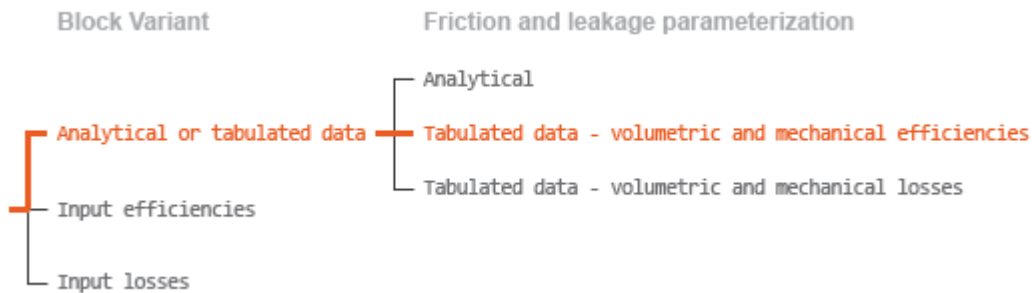 Block Variant
Friction and leakage parameterization
Analytical
Analytical or tabulated data
Tabulated data - volumetric and mechanical efficiencies
Tabulated data - volumetric and mechanical losses
Input efficiencies
Input losses